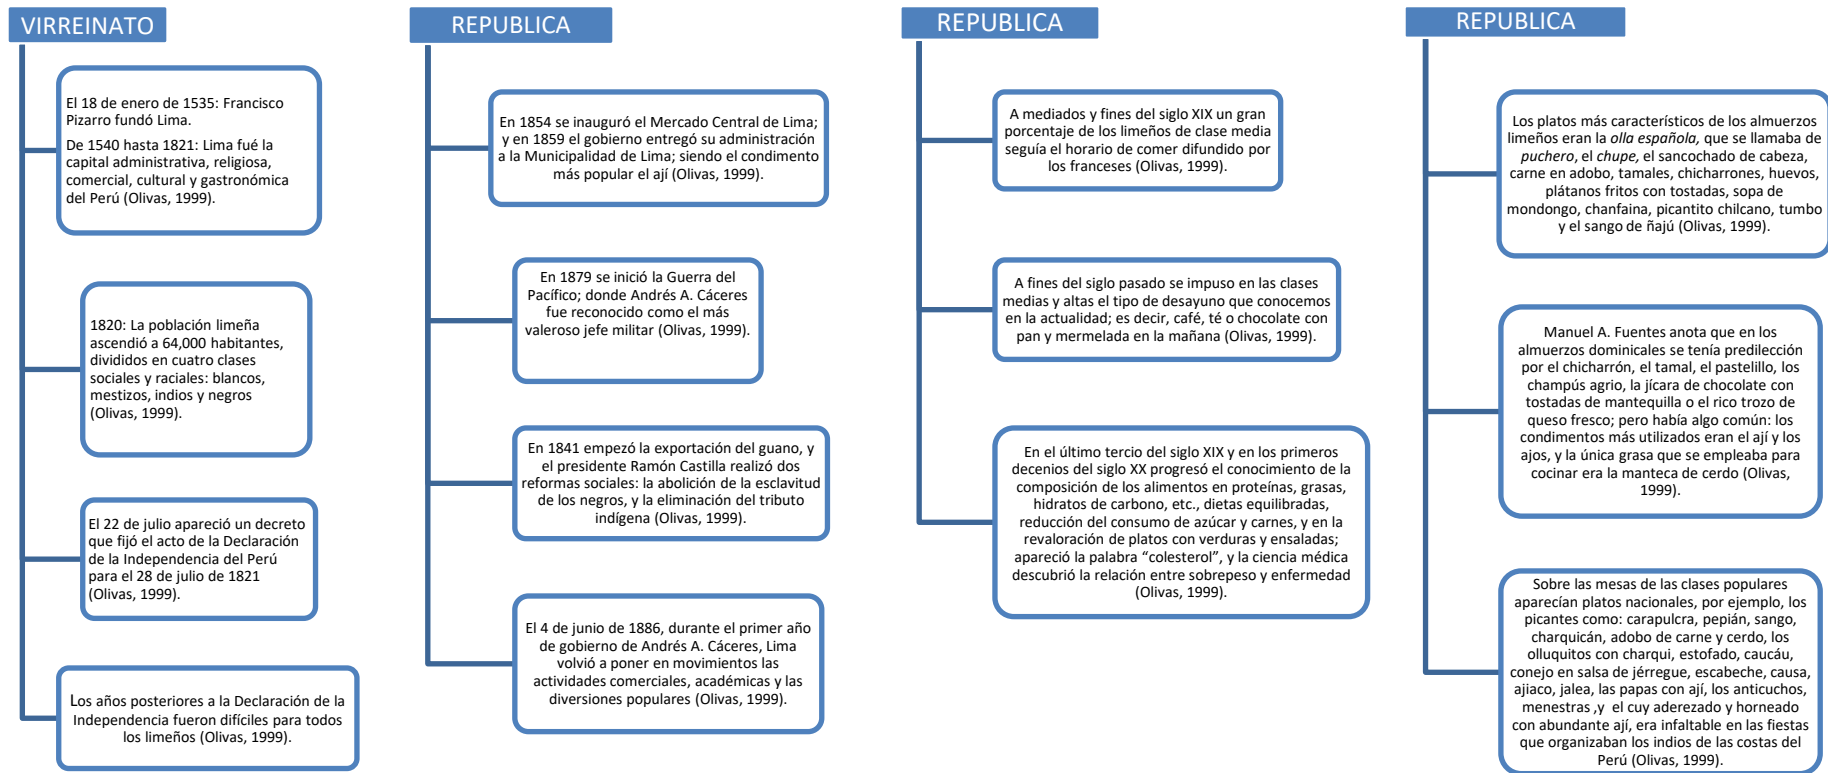 VIRREINATO
El 18 de enero de 1535: Francisco
Pizarro fundó Lima.
De 1540 hasta 1821: Lima fué la
capital administrativa, religiosa,
comercial, cultural y gastronómica
del Perú (Olivas, 1999).
1820: La población limeña
ascendió a 64,000 habitantes,
divididos en cuatro clases
sociales y raciales: blancos,
mestizos, indios y negros
(Olivas, 1999).
El 22 de julio apareció un decreto
que fijó el acto de la Declaración
de la Independencia del Perú
para el 28 de julio de 1821
(Olivas, 1999).
Los años posteriores a la Declaración de la
Independencia fueron difíciles para todos
los limeños (Olivas, 1999).
REPUBLICA
En 1854 se inauguró el Mercado Central de Lima;
y en 1859 el gobierno entregó su administración
a la Municipalidad de Lima; siendo el condimento
más popular el ají (Olivas, 1999).
En 1879 se inició la Guerra del
Pacífico; donde Andrés A. Cáceres
fue reconocido como el más
valeroso jefe militar (Olivas, 1999).
En 1841 empezó la exportación del guano, y
el presidente Ramón Castilla realizó dos
reformas sociales: la abolición de la esclavitud
de los negros, y la eliminación del tributo
indígena (Olivas, 1999).
El 4 de junio de 1886, durante el primer año
de gobierno de Andrés A. Cáceres, Lima
volvió a poner en movimientos las
actividades comerciales, académicas y las
diversiones populares (Olivas, 1999).
REPUBLICA
A mediados y fines del siglo XIX un gran
porcentaje de los limeños de clase media
seguía el horario de comer difundido por
los franceses (Olivas, 1999).
A fines del siglo pasado se impuso en las clases
medias y altas el tipo de desayuno que conocemos
en la actualidad; es decir, café, té o chocolate con
pan y mermelada en la mañana (Olivas, 1999).
En el último tercio del siglo XIX y en los primeros
decenios del siglo XX progresó el conocimiento de la
composición de los alimentos en proteínas, grasas,
hidratos de carbono, etc., dietas equilibradas,
reducción del consumo de azúcar y carnes, y en la
revaloración de platos con verduras y ensaladas;
apareció la palabra “colesterol”, y la ciencia médica
descubrió la relación entre sobrepeso y enfermedad
(Olivas, 1999).
REPUBLICA
Los platos más característicos de los almuerzos
limeños eran la olla española, que se llamaba de
puchero, el chupe, el sancochado de cabeza,
carne en adobo, tamales, chicharrones, huevos,
plátanos fritos con tostadas, sopa de
mondongo, chanfaina, picantito chilcano, tumbo
y el sango de ñajú (Olivas, 1999).
Manuel A. Fuentes anota que en los
almuerzos dominicales se tenía predilección
por el chicharrón, el tamal, el pastelillo, los
champús agrio, la jícara de chocolate con
tostadas de mantequilla o el rico trozo de
queso fresco; pero había algo común: los
condimentos más utilizados eran el ají y los
ajos, y la única grasa que se empleaba para
cocinar era la manteca de cerdo (Olivas,
1999).
Sobre las mesas de las clases populares
aparecían platos nacionales, por ejemplo, los
picantes como: carapulcra, pepián, sango,
charquicán, adobo de carne y cerdo, los
olluquitos con charqui, estofado, caucáu,
conejo en salsa de jérregue, escabeche, causa,
ajiaco, jalea, las papas con ají, los anticuchos,
menestras ,y el cuy aderezado y horneado
con abundante ají, era infaltable en las fiestas
que organizaban los indios de las costas del
Perú (Olivas, 1999).